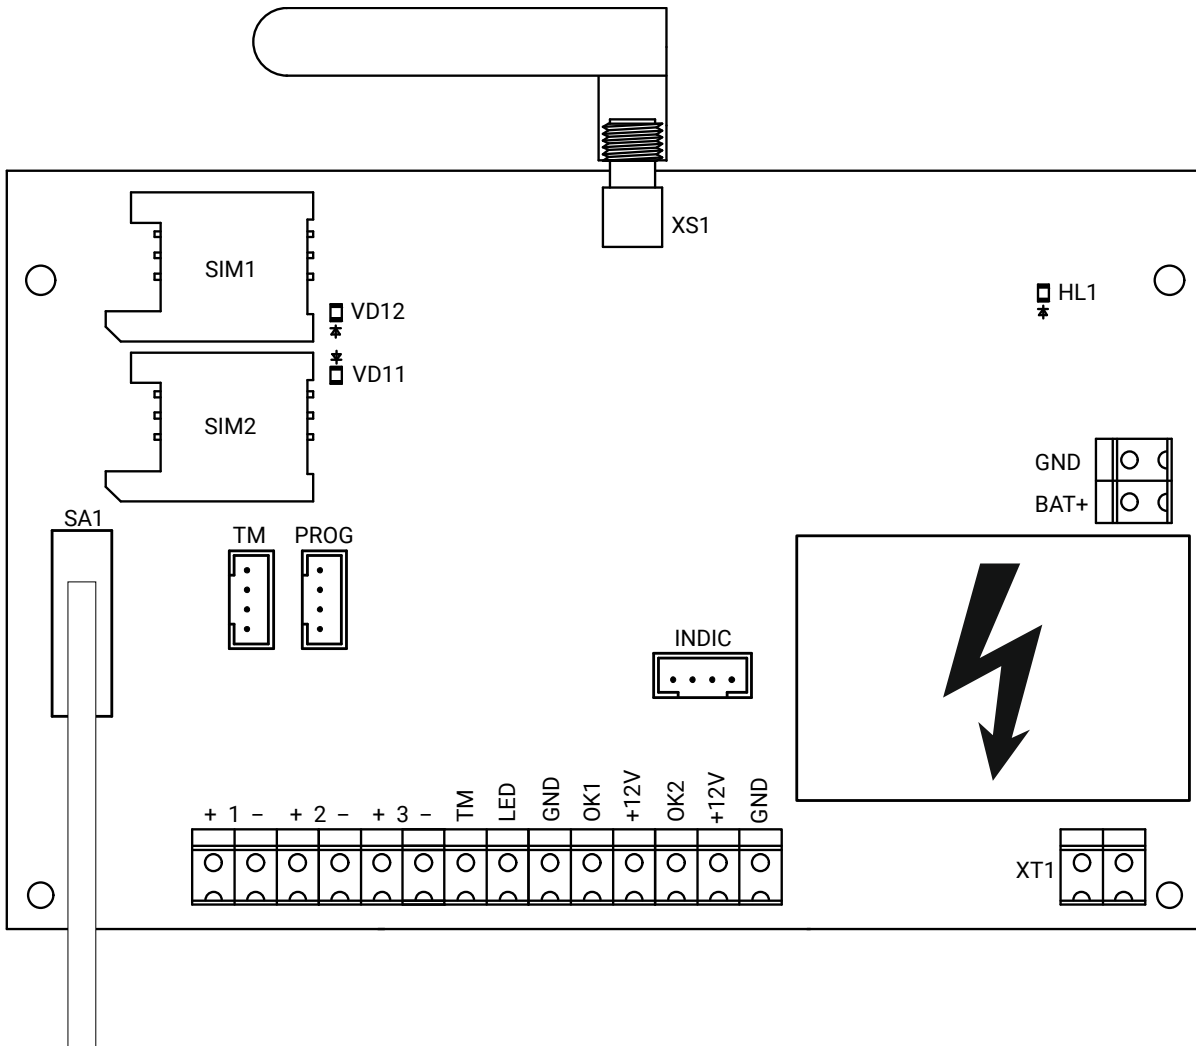 XS1
SIM1
HL1
VD12
VD11
SIM2
GND
BAT+
SA1
TM PROG
INDIC
+ 1 – + 2 – + 3 – TM LED GND OK1 +12V OK2 +12V GND
XT1